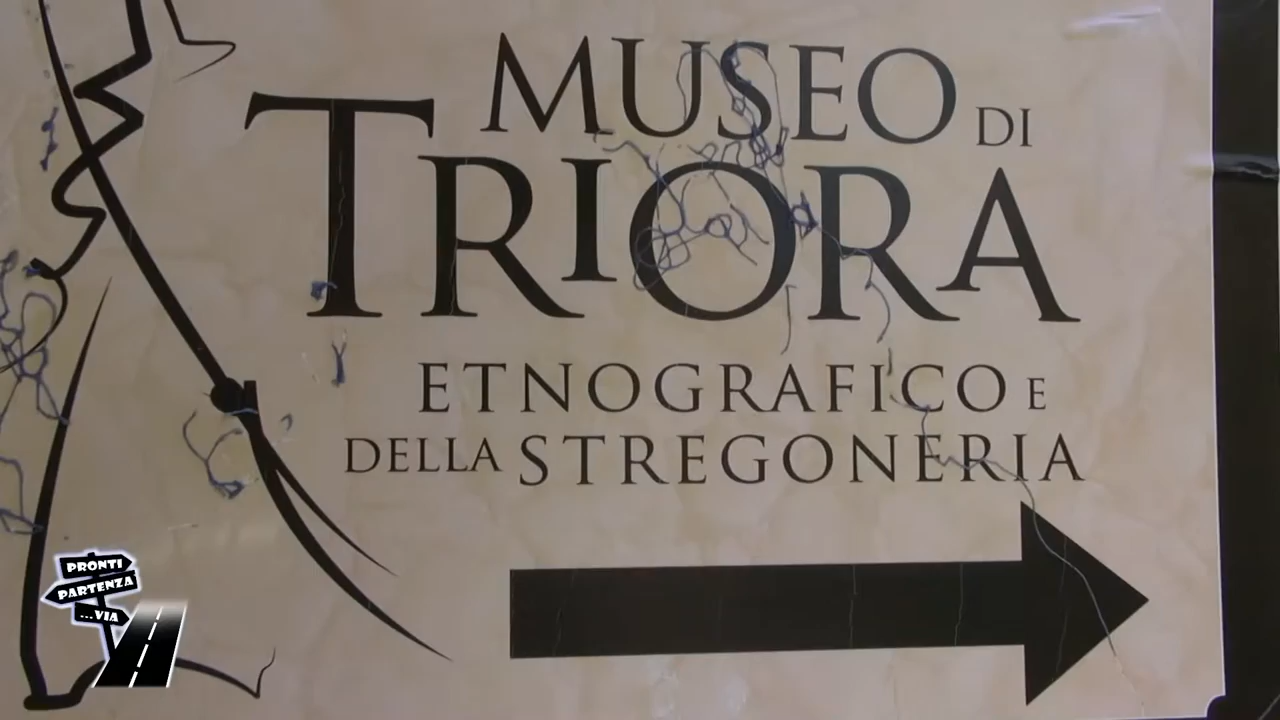 MUSEO DI
TRIORA
ETNOGRAFICO E
DELLA STREGONERIA
PRONTI
PARTENZA
...VIA